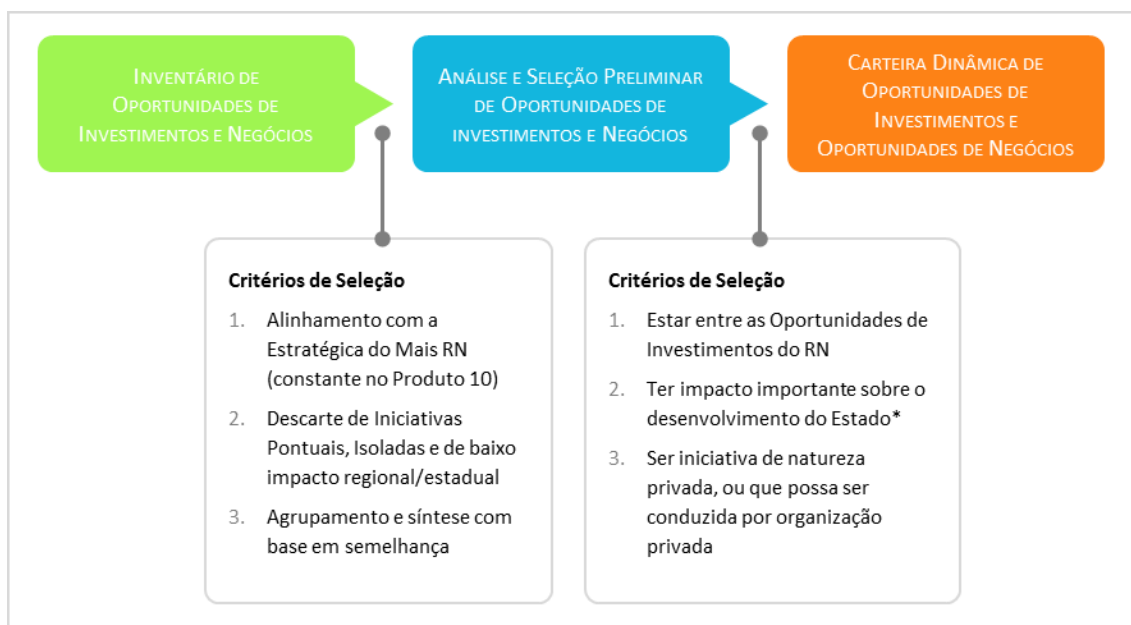 INVENTÁRIO DE
OPORTUNIDADES DE
INVESTIMENTOS E NEGÓCIOS
ANÁLISE E SELEÇÃO PRELIMINAR
DE OPORTUNIDADES DE
INVESTIMENTOS E NEGÓCIOS
CARTEIRA DINÂMICA DE
OPORTUNIDADES DE
INVESTIMENTOS E
OPORTUNIDADES DE NEGÓCIOS
Critérios de Seleção
1. Alinhamento com a
Estratégica do Mais RN
(constante no Produto 10)
2. Descarte de Iniciativas
Pontuais, Isoladas e de baixo
impacto regional/estadual
3. Agrupamento e síntese com
base em semelhança
Critérios de Seleção
1. Estar entre as Oportunidades de
Investimentos do RN
2. Ter impacto importante sobre o
desenvolvimento do Estado*
3. Ser iniciativa de natureza
privada, ou que possa ser
conduzida por organização
privada